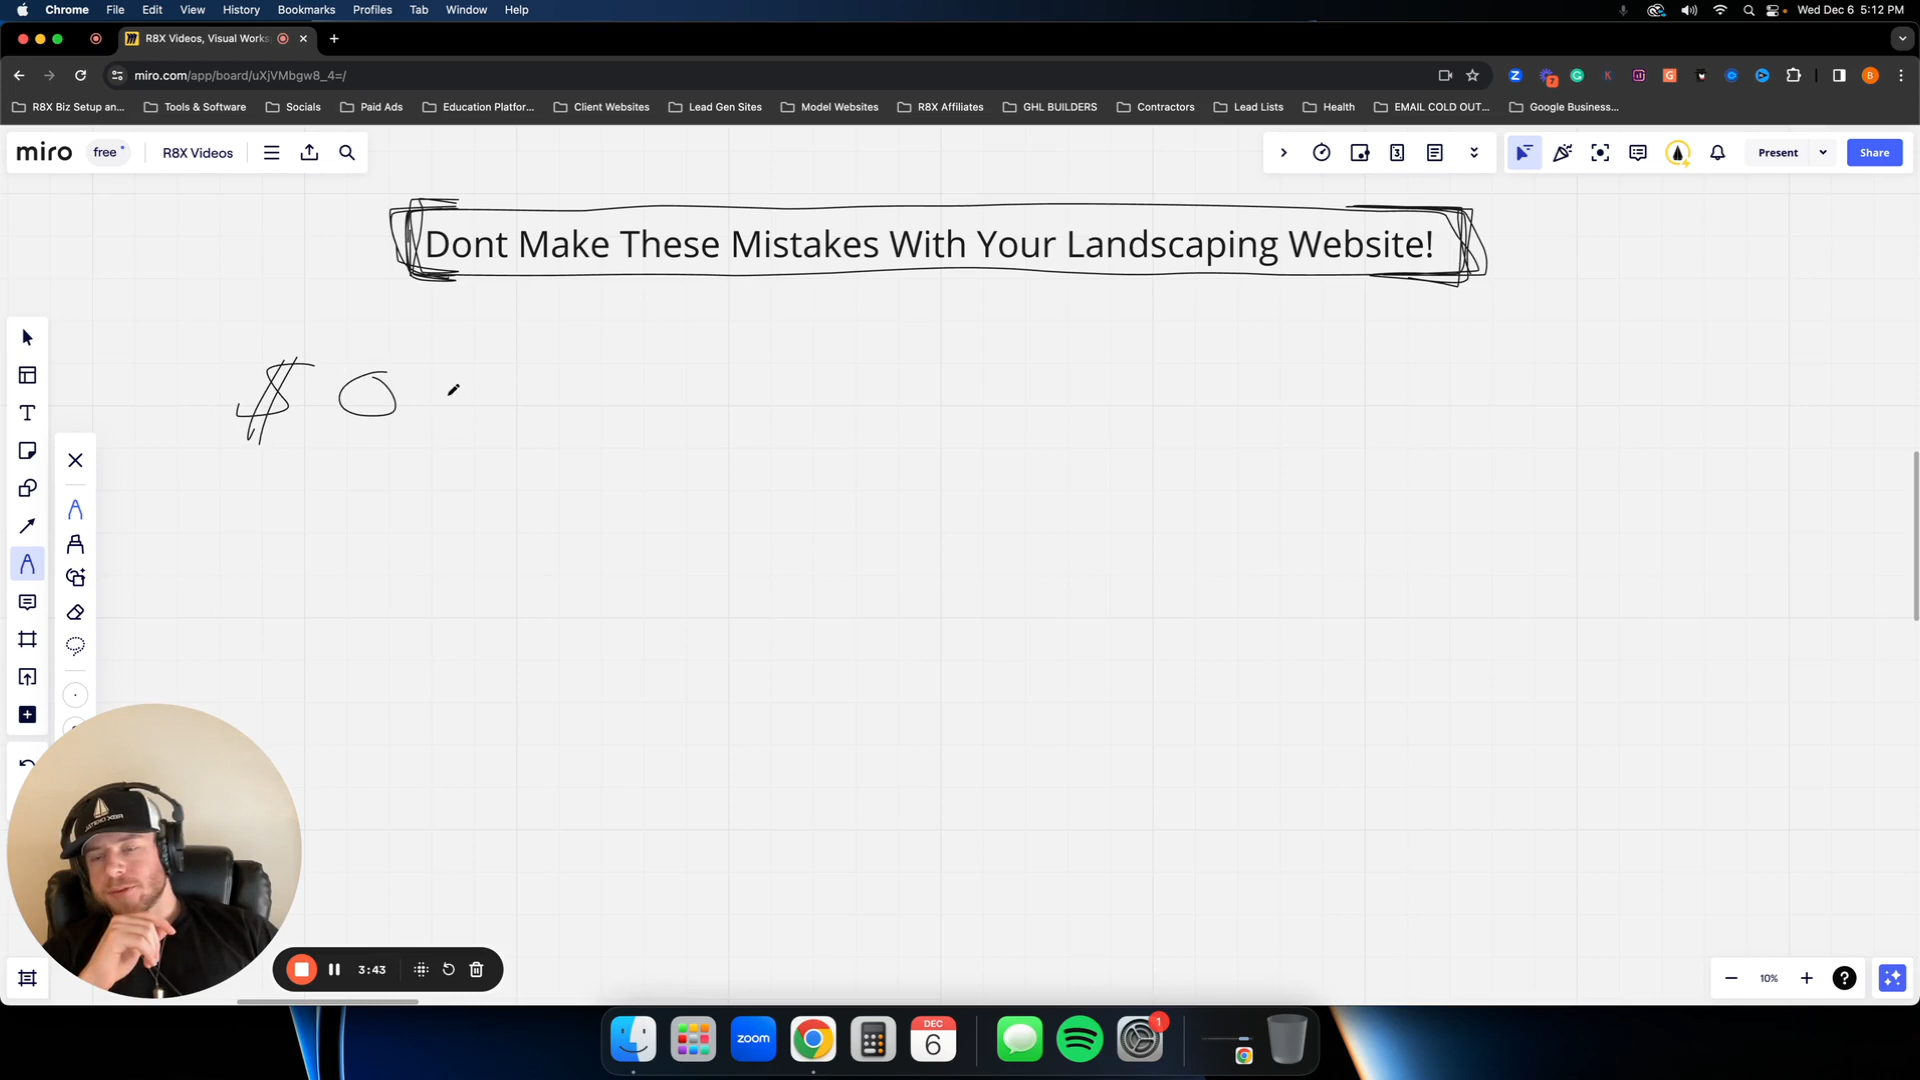 Chrome File Edit View History Bookmarks Profiles Tab Window Help Wed Dec 6 5:12 PM
R8X Videos, Visual Works
miro.com/app/board/uXjVMbgw8_4=/ 7 B
R8X Biz Setup an... Tools & Software Socials Paid Ads Education Platfor... Client Websites Lead Gen Sites Model Websites R8X Affiliates GHL BUILDERS Contractors Lead Lists Health EMAIL COLD OUT... Google Business...
miro free R8X Videos 3 Present Share
Dont Make These Mistakes With Your Landscaping Website!
$ 0
3:43
10%
zoom DEC 6 1